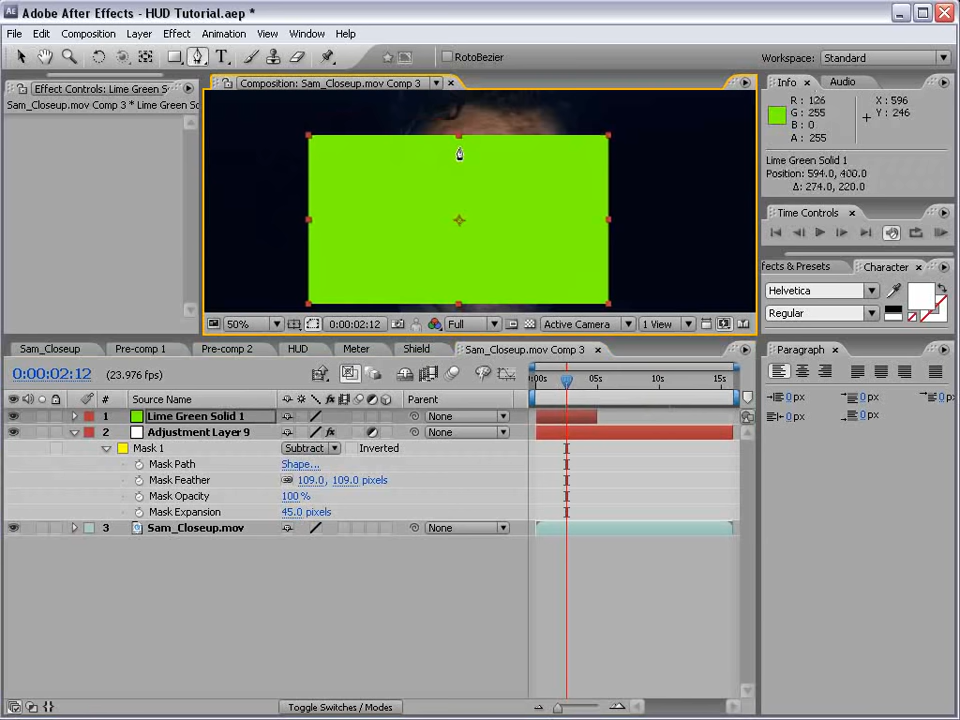 Adobe After Effects - HUD Tutorial.aep *
File Edit Composition Layer Effect Animation View Window Help
RotoBezier
Workspace: Standard
Effect Controls: Lime Green S
Sam_Closeup.mov Comp 3 * Lime Green So
Composition: Sam_Closeup.mov Comp 3
50% 0:00:02:12 Full Active Camera 1 View
Info Audio
R: 126 X: 596
G: 255 Y: 246
B: 0
A: 255
Lime Green Solid 1
Position: 594.0, 400.0
Δ: 274.0, 220.0
Time Controls
ffects & Presets Character
Helvetica
Regular
Sam_Closeup Pre-comp 1 Pre-comp 2 HUD Meter Shield Sam_Closeup.mov Comp 3
0:00:02:12 (23.976 fps)
:00s 05s 10s 15s
# Source Name Parent
1 Lime Green Solid 1 None
2 Adjustment Layer 9 None
Mask 1 Subtract Inverted
Mask Path Shape...
Mask Feather 109.0, 109.0 pixels
Mask Opacity 100 %
Mask Expansion 45.0 pixels
3 Sam_Closeup.mov None
Toggle Switches / Modes
Paragraph
0 px 0 px 0 px
0 px 0 px